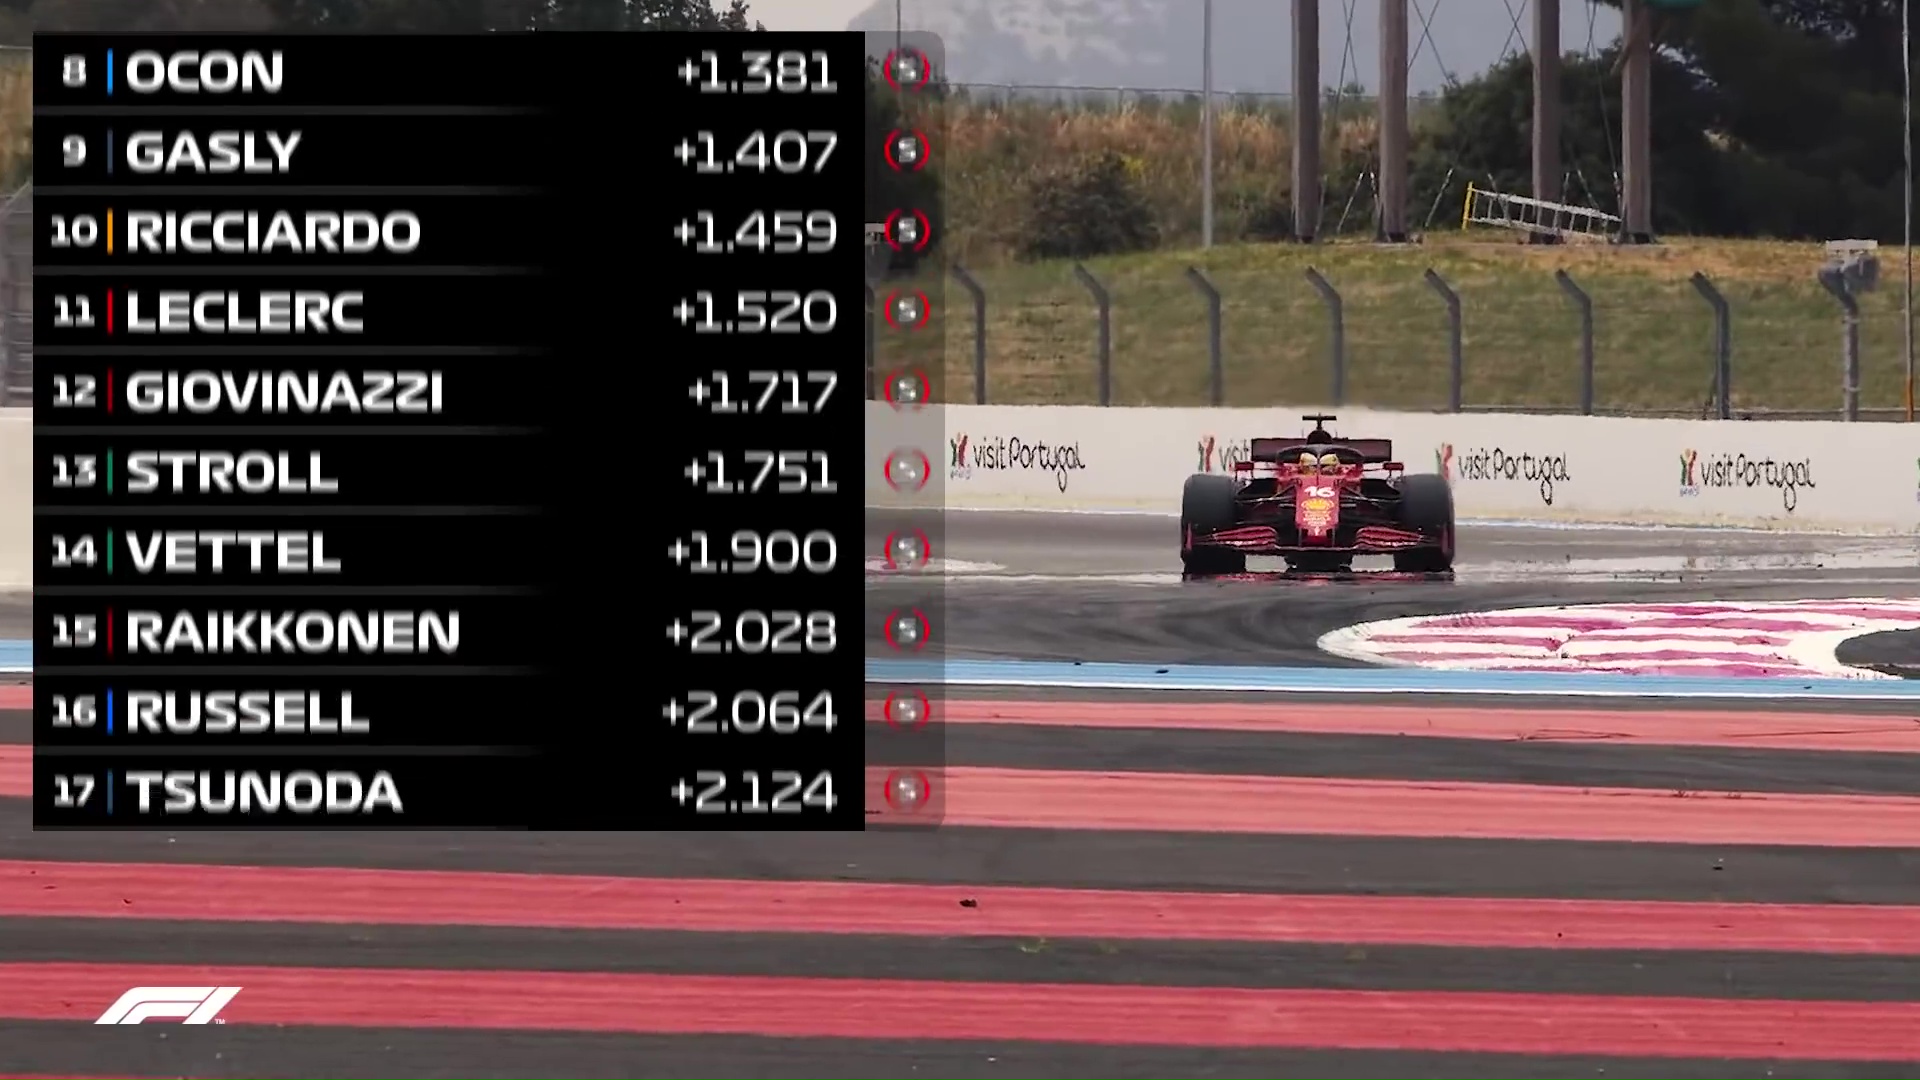 8 OCON +1.381 S
9 GASLY +1.407 S
10 RICCIARDO +1.459 S
11 LECLERC +1.520 S
12 GIOVINAZZI +1.717 S
13 STROLL +1.751 S
14 VETTEL +1.900 S
15 RAIKKONEN +2.028 S
16 RUSSELL +2.064 S
17 TSUNODA +2.124 S
visit Portugal visit visit Portugal visit Portugal
16
F1 TM